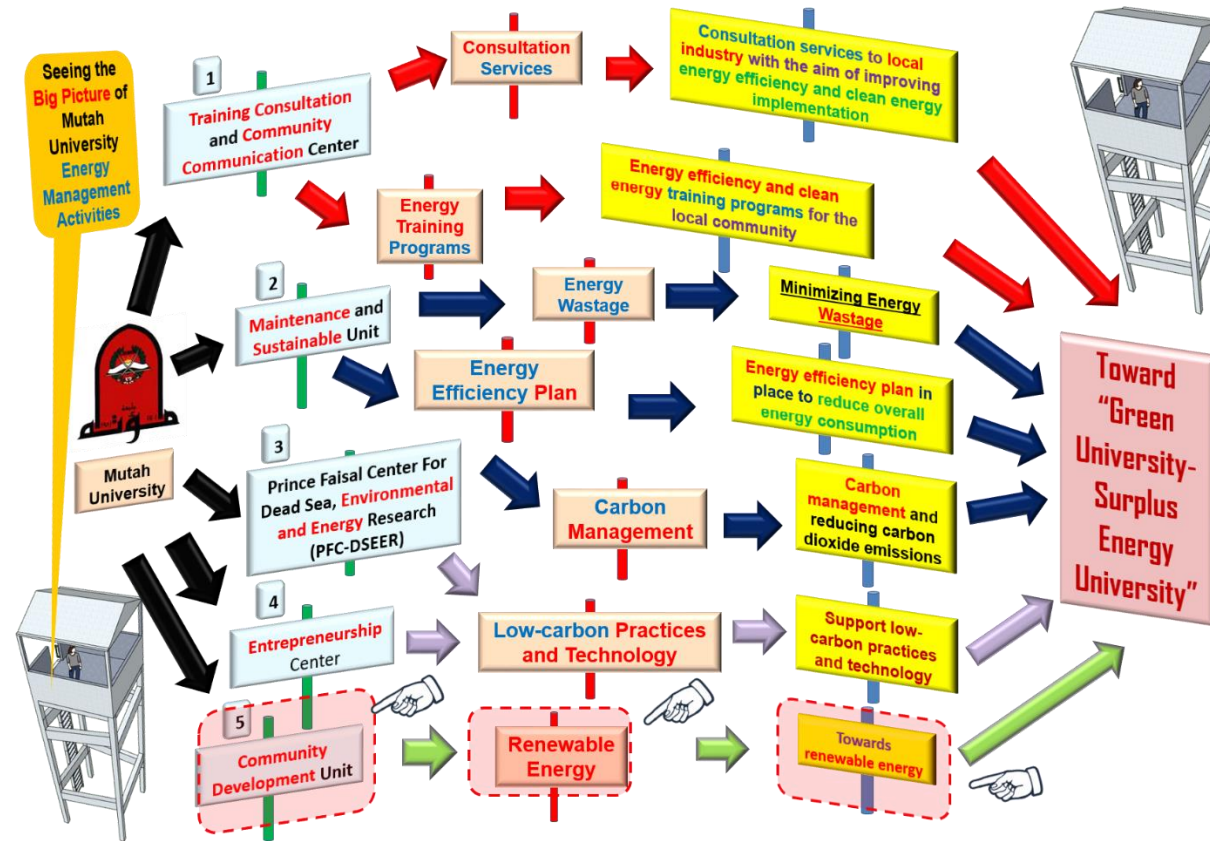 Seeing the
Big Picture of
Mutah
University
Energy
Management
Activities
1
Training Consultation
and Community
Communication Center
Consultation
Services
Consultation services to local
industry with the aim of improving
energy efficiency and clean energy
implementation
Energy
Training
Programs
Energy efficiency and clean
energy training programs for the
local community
2
Maintenance and
Sustainable Unit
Energy
Wastage
Minimizing Energy
Wastage
Energy
Efficiency Plan
Energy efficiency plan in
place to reduce overall
energy consumption
Mutah
University
3
Prince Faisal Center For
Dead Sea, Environmental
and Energy Research
(PFC-DSEER)
Carbon
Management
Carbon
management and
reducing carbon
dioxide emissions
4
Entrepreneurship
Center
Low-carbon Practices
and Technology
Support low-
carbon practices
and technology
5
Community
Development Unit
Renewable
Energy
Towards
renewable energy
Toward
“Green
University-
Surplus
Energy
University”